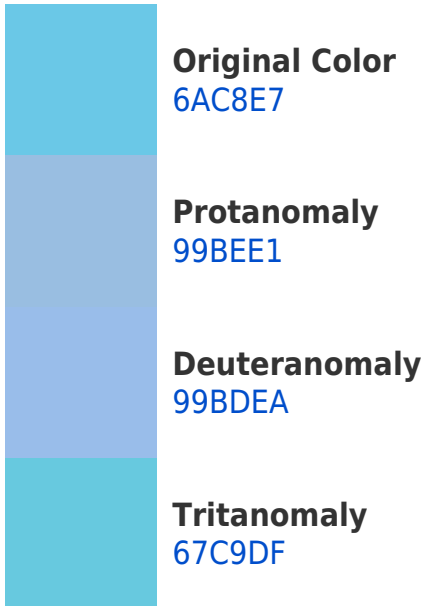 Original Color
6AC8E7
Protanomaly
99BEE1
Deuteranomaly
99BDEA
Tritanomaly
67C9DF